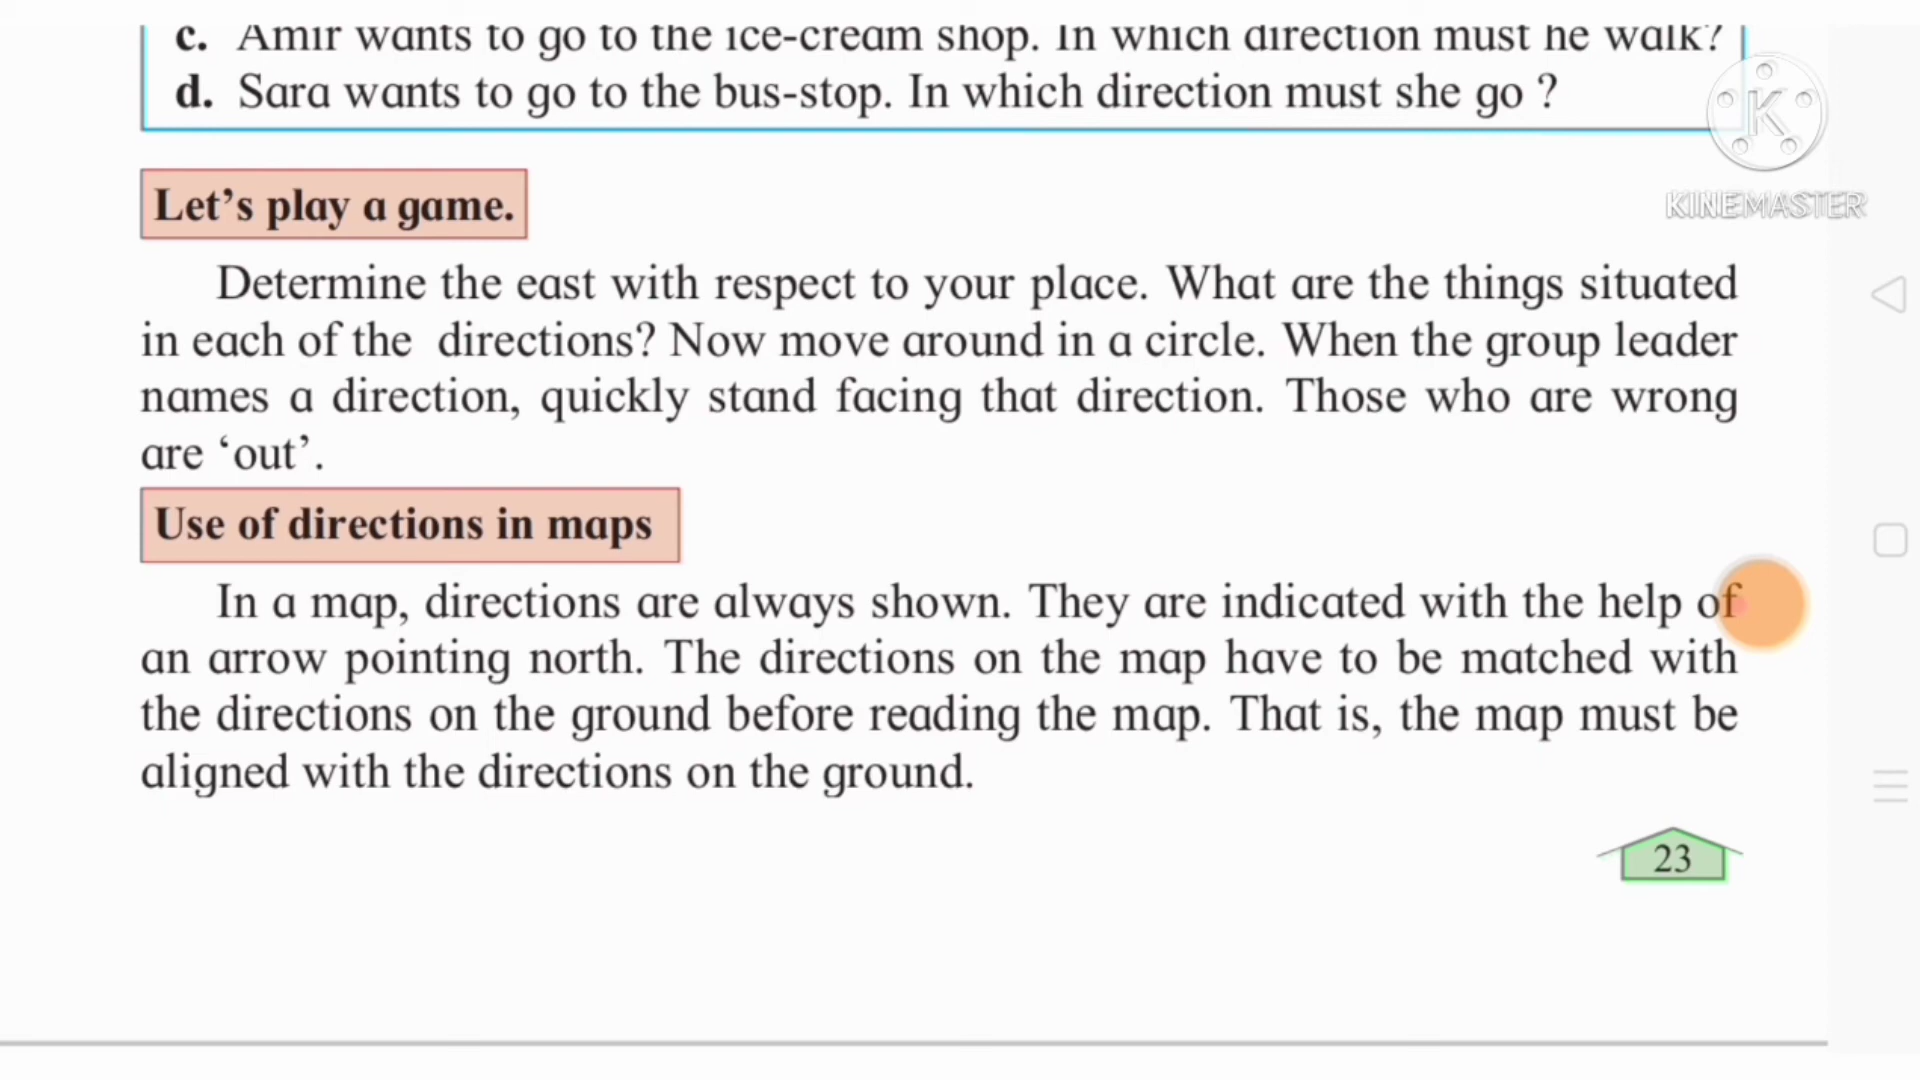 c. Amir wants to go to the ice-cream shop. In which direction must he walk?
d. Sara wants to go to the bus-stop. In which direction must she go ?
K
KINEMASTER
Let’s play a game.
Determine the east with respect to your place. What are the things situated
in each of the directions? Now move around in a circle. When the group leader
names a direction, quickly stand facing that direction. Those who are wrong
are ‘out’.
Use of directions in maps
In a map, directions are always shown. They are indicated with the help of
an arrow pointing north. The directions on the map have to be matched with
the directions on the ground before reading the map. That is, the map must be
aligned with the directions on the ground.
23